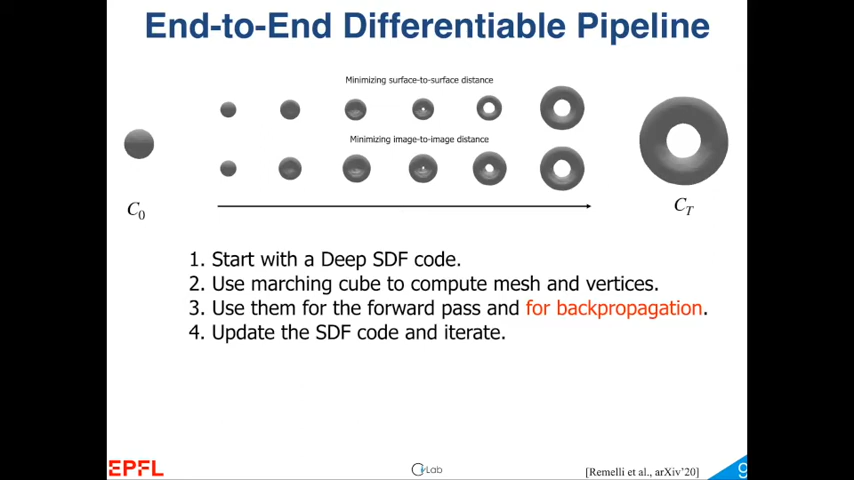 End-to-End Differentiable Pipeline
Minimizing surface-to-surface distance
Minimizing image-to-image distance
C0
CT
1. Start with a Deep SDF code.
2. Use marching cube to compute mesh and vertices.
3. Use them for the forward pass and for backpropagation.
4. Update the SDF code and iterate.
EPFL
CVLab
[Remelli et al., arXiv'20]
9